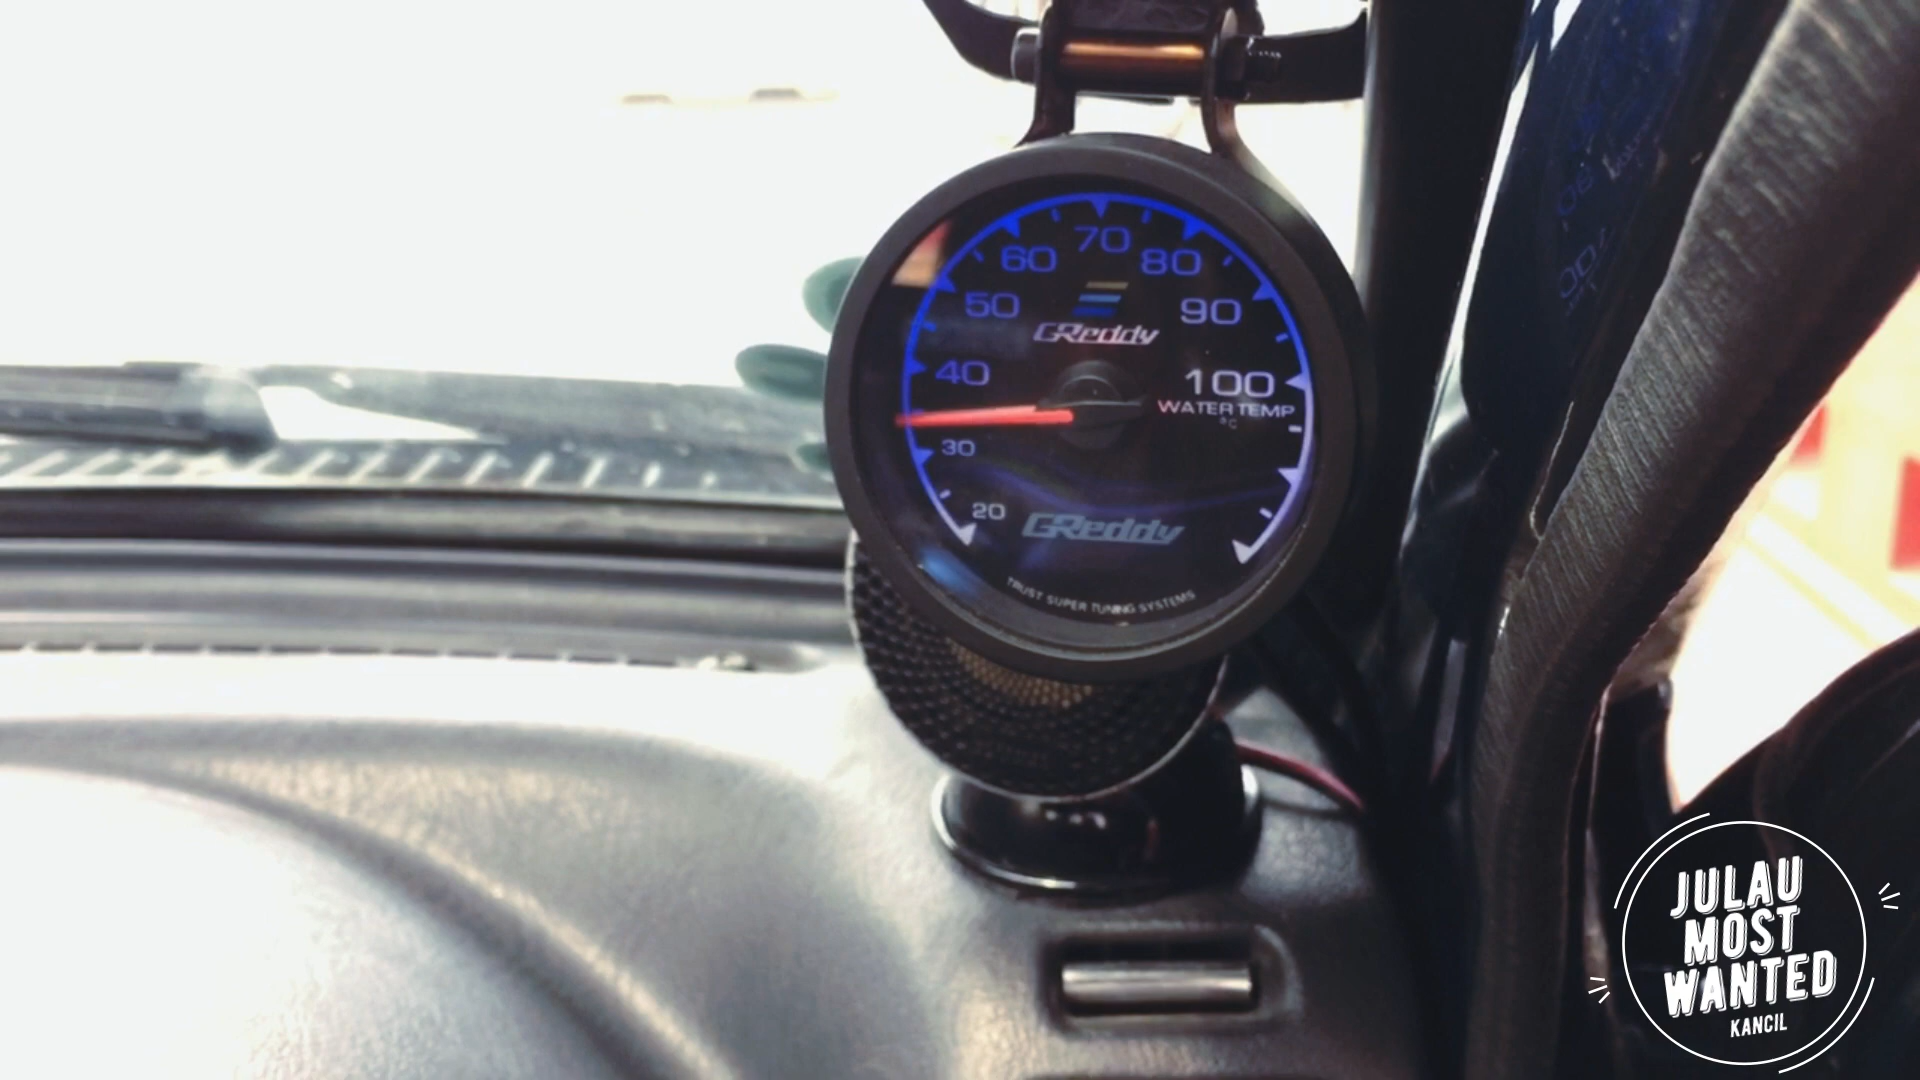 70
60
80
50
90
GReddy
40
100
WATER TEMP
°C
30
20
GReddy
TRUST SUPER TUNING SYSTEMS
JULAU
MOST
WANTED
KANCIL